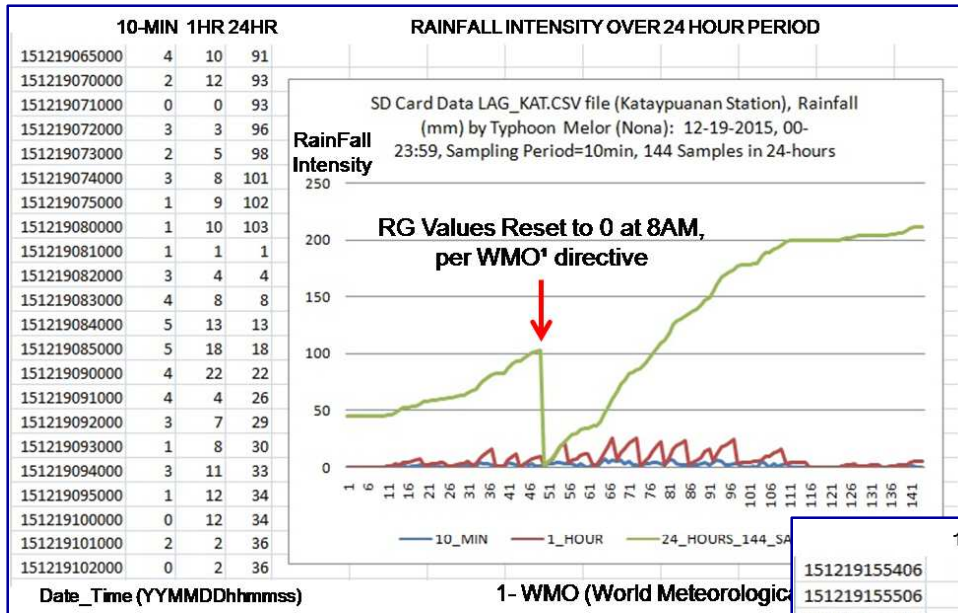 10-MIN 1HR 24HR
RAINFALL INTENSITY OVER 24 HOUR PERIOD
151219065000 4 10 91
151219070000 2 12 93
151219071000 0 0 93
151219072000 3 3 96
151219073000 2 5 98
151219074000 3 8 101
151219075000 1 9 102
151219080000 1 10 103
151219081000 1 1 1
151219082000 3 4 4
151219083000 4 8 8
151219084000 5 13 13
151219085000 5 18 18
151219090000 4 22 22
151219091000 4 4 26
151219092000 3 7 29
151219093000 1 8 30
151219094000 3 11 33
151219095000 1 12 34
151219100000 0 12 34
151219101000 2 2 36
151219102000 0 2 36
Date_Time (YYMMDDhhmmss)
SD Card Data LAG_KAT.CSV file (Kataypuanan Station), Rainfall
(mm) by Typhoon Melor (Nona): 12-19-2015, 00-
23:59, Sampling Period=10min, 144 Samples in 24-hours
RainFall
Intensity
250
200
150
100
50
0
RG Values Reset to 0 at 8AM,
per WMO¹ directive
1 6 11 16 21 26 31 36 41 46 51 56 61 66 71 76 81 86 91 96 101 106 111 116 121 126 131 136 141
10_MIN 1_HOUR 24_HOURS_144_SA
1- WMO (World Meteorologica
1
151219155406
151219155506